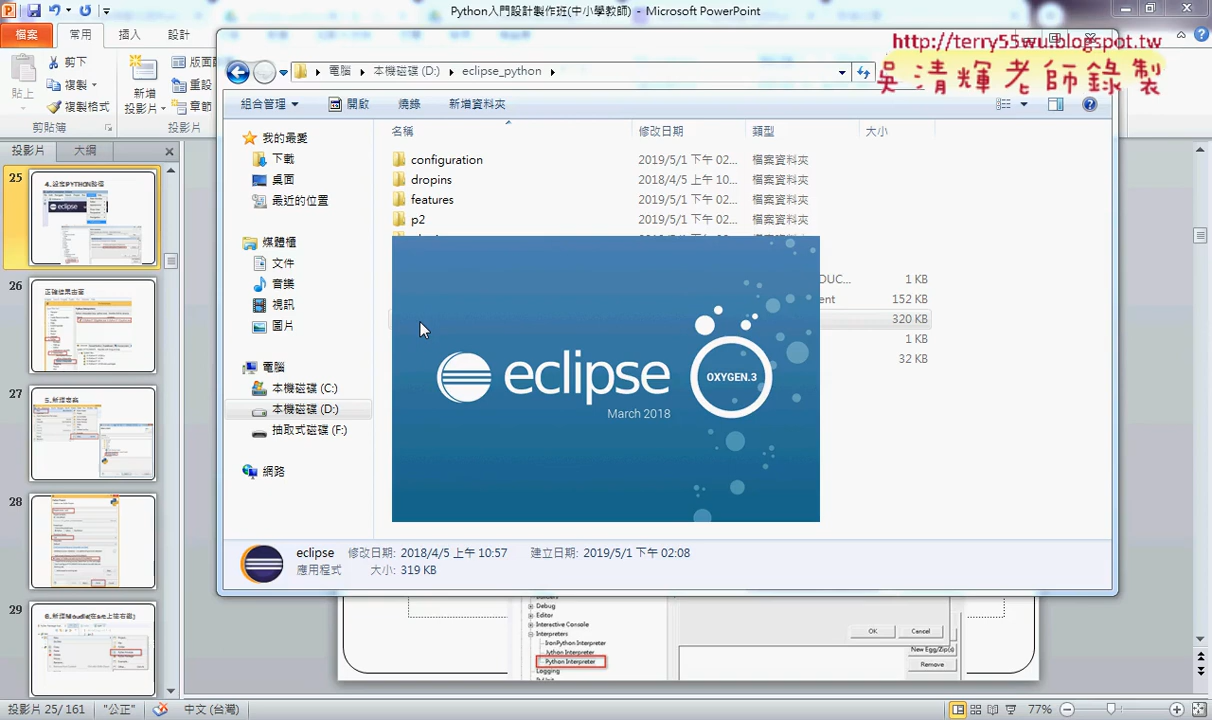 Python入門設計製作班(中小學教師) - Microsoft PowerPoint
檔案 常用 插入 設計
http://terry55wu.blogspot.tw
吳清輝老師錄製
貼上 剪下 複製 複製格式 剪貼簿
新增投影片 版面配 重設 章節 投影片
電腦 本機磁碟 (D:) eclipse_python
組合管理 開啟 燒錄 新增資料夾
投影片 大綱
我的最愛
下載
桌面
最近的位置
媒體櫃
文件
音樂
視訊
圖片
電腦
本機磁碟 (C:)
本機磁碟 (D:)
抽取式磁碟 (F:)
網路
名稱 修改日期 類型 大小
configuration 2019/5/1 下午 02... 檔案資料夾
dropins 2018/4/5 上午 10... 檔案資料夾
features 2019/5/1 下午 02... 檔案資料夾
p2 2019/5/1 下午 02... 檔案資料夾
1 KB
152 KB
320 KB
1 KB
32 KB
eclipse
OXYGEN.3
March 2018
eclipse 修改日期: 2018/4/5 上午 10:57 建立日期: 2019/5/1 下午 02:08
應用程式 大小: 319 KB
25
4.設定PYTHON路徑
26
27
28
29
Debug
Editor
Interactive Console
Interpreters
IronPython Interpreter
Jython Interpreter
Python Interpreter
Logging
OK Cancel
New Egg/Zip(s)
Remove
投影片 25/161 "公正" 中文 (台灣) 77%